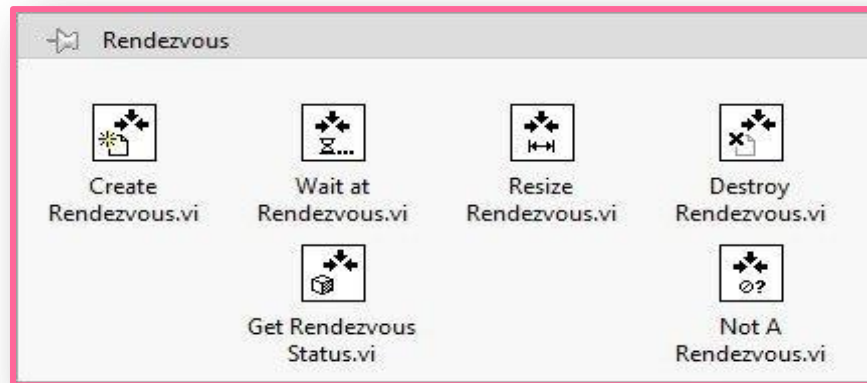 Rendezvous
Create
Rendezvous.vi
Wait at
Rendezvous.vi
Resize
Rendezvous.vi
Destroy
Rendezvous.vi
Get Rendezvous
Status.vi
Not A
Rendezvous.vi